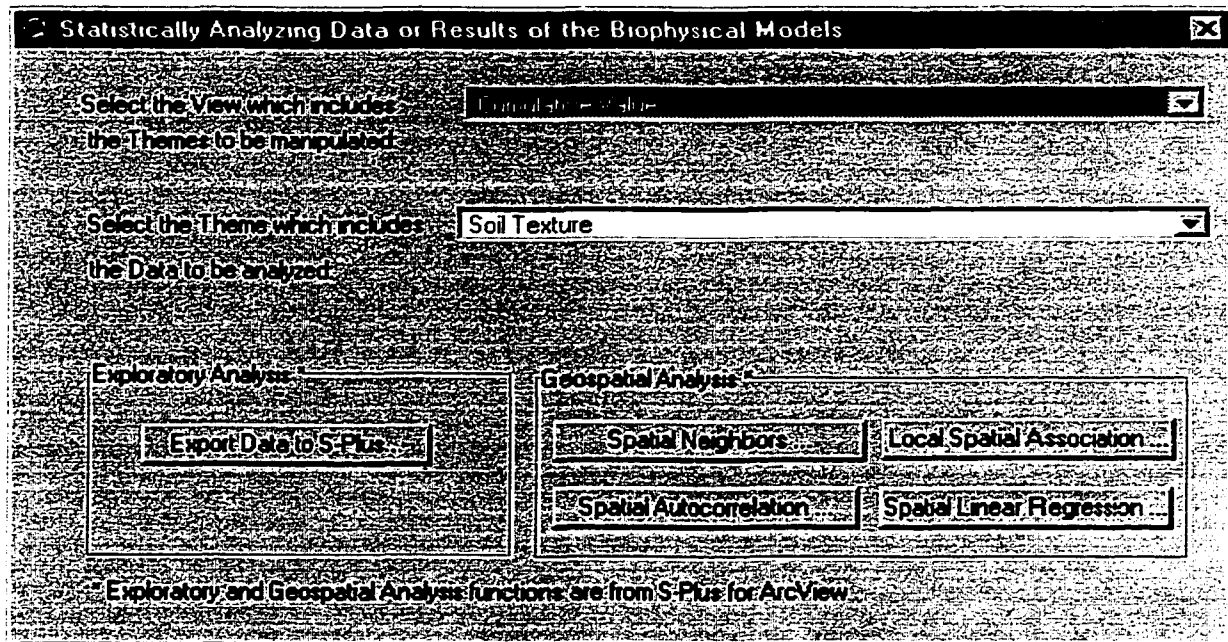 Statistically Analyzing Data or Results of the Biophysical Models
Select the View which includes
Cumulative Value
the Themes to be manipulated:
Select the Theme which includes
Soil Texture
the Data to be analyzed:
Exploratory Analysis *
Geospatial Analysis *
Export Data to S-Plus ...
Spatial Neighbors ...
Local Spatial Association ...
Spatial Autocorrelation ...
Spatial Linear Regression ...
* Exploratory and Geospatial Analysis functions are from S-Plus for ArcView